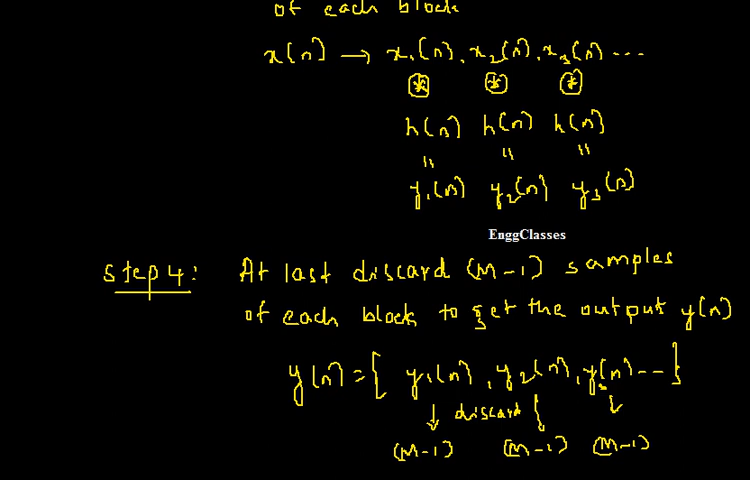 of each block
x(n) → x₁(n), x₂(n), x₃(n) ...
⊛ ⊛ ⊛
h(n) h(n) h(n)
= = =
y₁(n) y₂(n) y₃(n)
EnggClasses
Step 4: At last discard (M-1) samples
of each block to get the output y(n)
y(n) = { y₁(n), y₂(n), y₃(n) -- }
↓ discard ↓ ↓
(M-1) (M-1) (M-1)